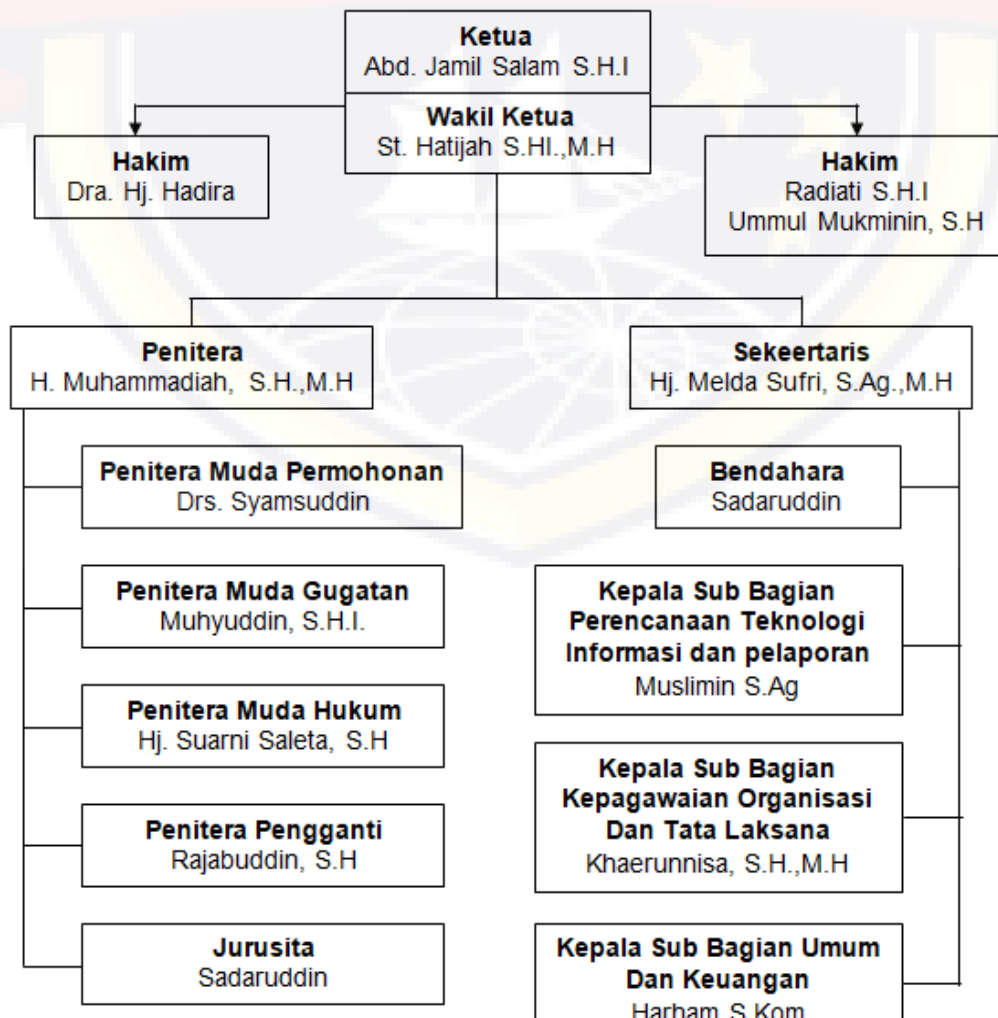 Ketua
Abd. Jamil Salam S.H.I
Wakil Ketua
St. Hatijah S.HI.,M.H
Hakim
Dra. Hj. Hadira
Hakim
Radiati S.H.I
Ummul Mukminin, S.H
Penitera
H. Muhammadiah, S.H.,M.H
Sekeertaris
Hj. Melda Sufri, S.Ag.,M.H
Penitera Muda Permohonan
Drs. Syamsuddin
Penitera Muda Gugatan
Muhyuddin, S.H.I.
Penitera Muda Hukum
Hj. Suarni Saleta, S.H
Penitera Pengganti
Rajabuddin, S.H
Jurusita
Sadaruddin
Bendahara
Sadaruddin
Kepala Sub Bagian
Perencanaan Teknologi
Informasi dan pelaporan
Muslimin S.Ag
Kepala Sub Bagian
Kepagawaian Organisasi
Dan Tata Laksana
Khaerunnisa, S.H.,M.H
Kepala Sub Bagian Umum
Dan Keuangan
Harham S.Kom